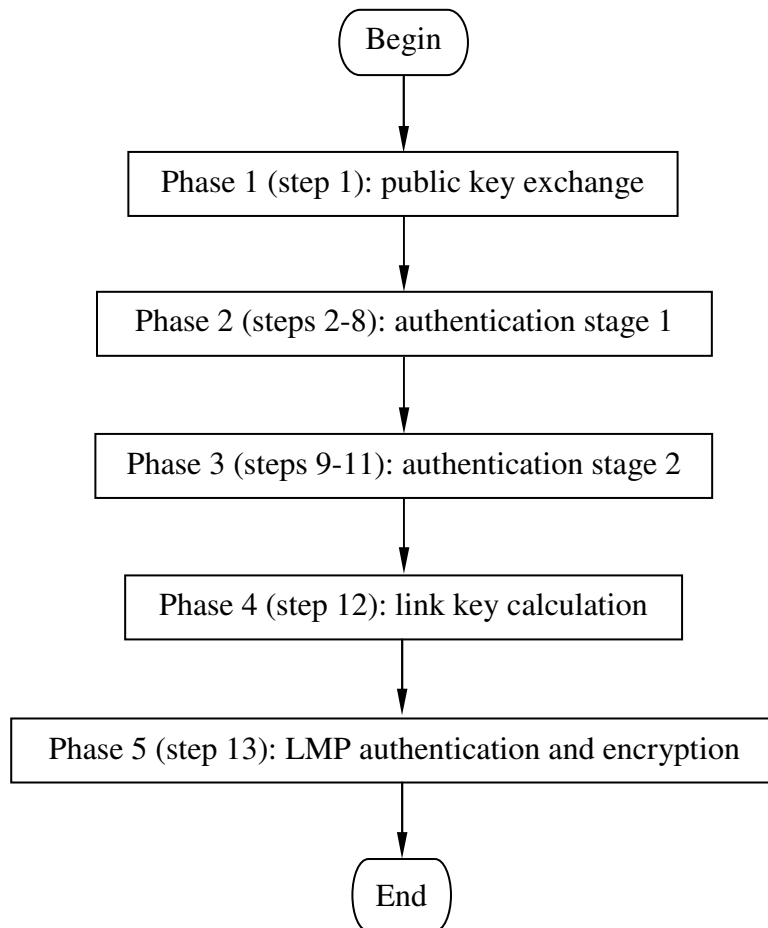 Begin
Phase 1 (step 1): public key exchange
Phase 2 (steps 2-8): authentication stage 1
Phase 3 (steps 9-11): authentication stage 2
Phase 4 (step 12): link key calculation
Phase 5 (step 13): LMP authentication and encryption
End